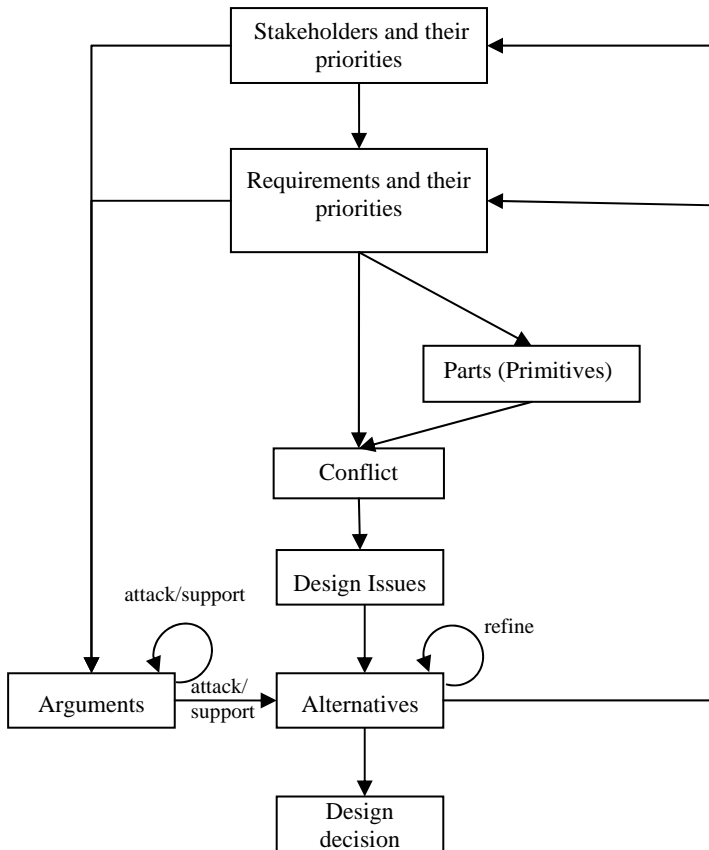 Stakeholders and their
priorities
Requirements and their
priorities
Parts (Primitives)
Conflict
Design Issues
attack/support
refine
Arguments
attack/
support
Alternatives
Design
decision